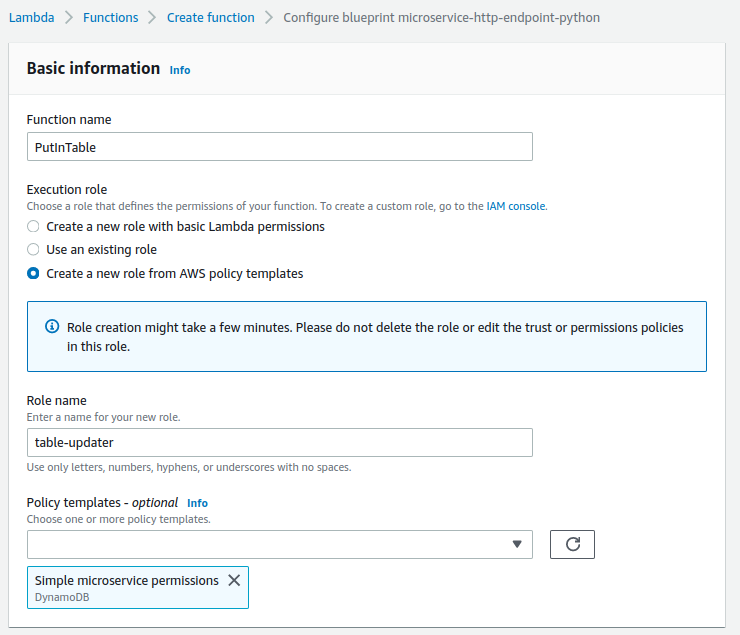 Lambda > Functions > Create function > Configure blueprint microservice-http-endpoint-python
Basic information Info
Function name
PutInTable
Execution role
Choose a role that defines the permissions of your function. To create a custom role, go to the IAM console.
Create a new role with basic Lambda permissions
Use an existing role
Create a new role from AWS policy templates
Role creation might take a few minutes. Please do not delete the role or edit the trust or permissions policies
in this role.
Role name
Enter a name for your new role.
table-updater
Use only letters, numbers, hyphens, or underscores with no spaces.
Policy templates - optional Info
Choose one or more policy templates.
Simple microservice permissions
DynamoDB